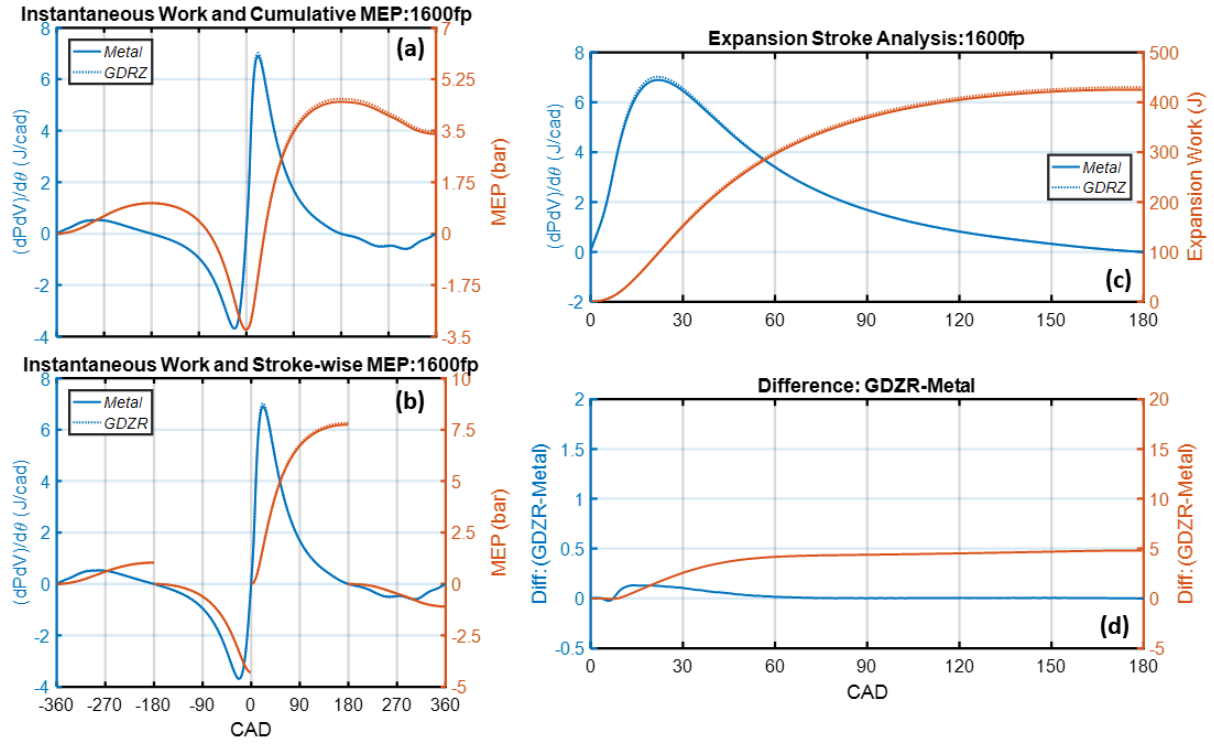 Instantaneous Work and Cumulative MEP:1600fp
(a)
Metal
GDRZ
(dPdV)/dθ (J/cad)
8
6
4
2
0
-2
-4
7
5.25
3.5
1.75
0
-1.75
-3.5
MEP (bar)
Instantaneous Work and Stroke-wise MEP:1600fp
(b)
Metal
GDZR
(dPdV)/dθ (J/cad)
8
6
4
2
0
-2
-4
10
7.5
5
2.5
0
-2.5
-5
MEP (bar)
-360 -270 -180 -90 0 90 180 270 360
CAD
Expansion Stroke Analysis:1600fp
(c)
Metal
GDRZ
(dPdV)/dθ (J/cad)
8
6
4
2
0
-2
500
400
300
200
100
0
Expansion Work (J)
0 30 60 90 120 150 180
Difference: GDZR-Metal
(d)
Diff:(GDZR-Metal)
2
1.5
1
0.5
0
-0.5
20
15
10
5
0
-5
Diff:(GDZR-Metal)
0 30 60 90 120 150 180
CAD